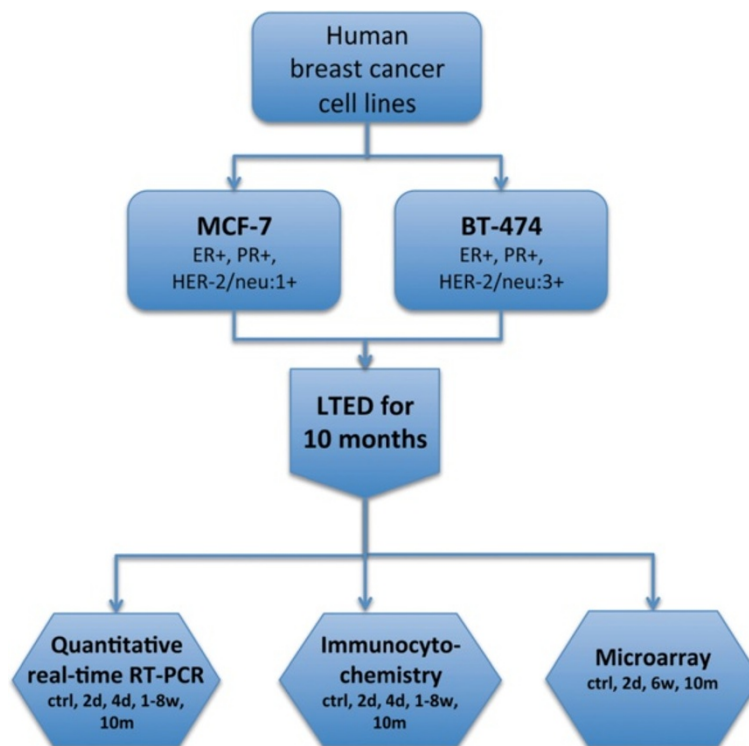 Human
breast cancer
cell lines
MCF-7
ER+, PR+,
HER-2/neu:1+
BT-474
ER+, PR+,
HER-2/neu:3+
LTED for
10 months
Quantitative
real-time RT-PCR
ctrl, 2d, 4d, 1-8w,
10m
Immunocyto-
chemistry
ctrl, 2d, 4d, 1-8w,
10m
Microarray
ctrl, 2d, 6w, 10m